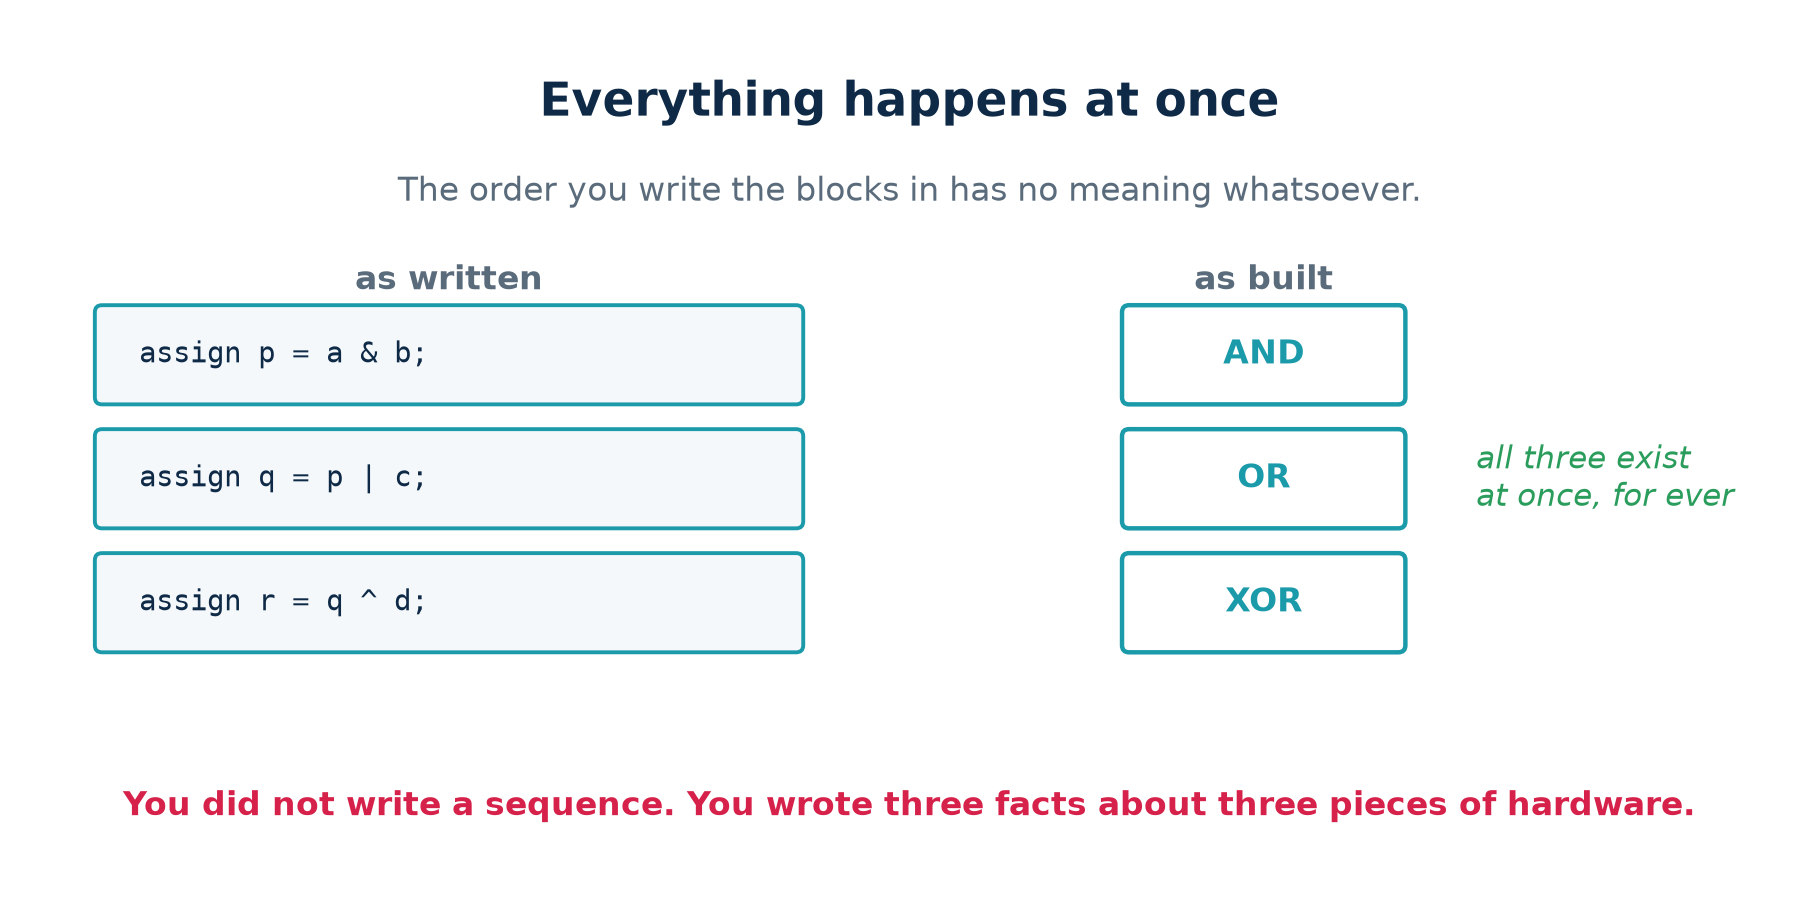 Everything happens at once
The order you write the blocks in has no meaning whatsoever.
as written
as built
assign p = a & b;
AND
assign q = p | c;
OR
all three exist
at once, for ever
assign r = q ^ d;
XOR
You did not write a sequence. You wrote three facts about three pieces of hardware.